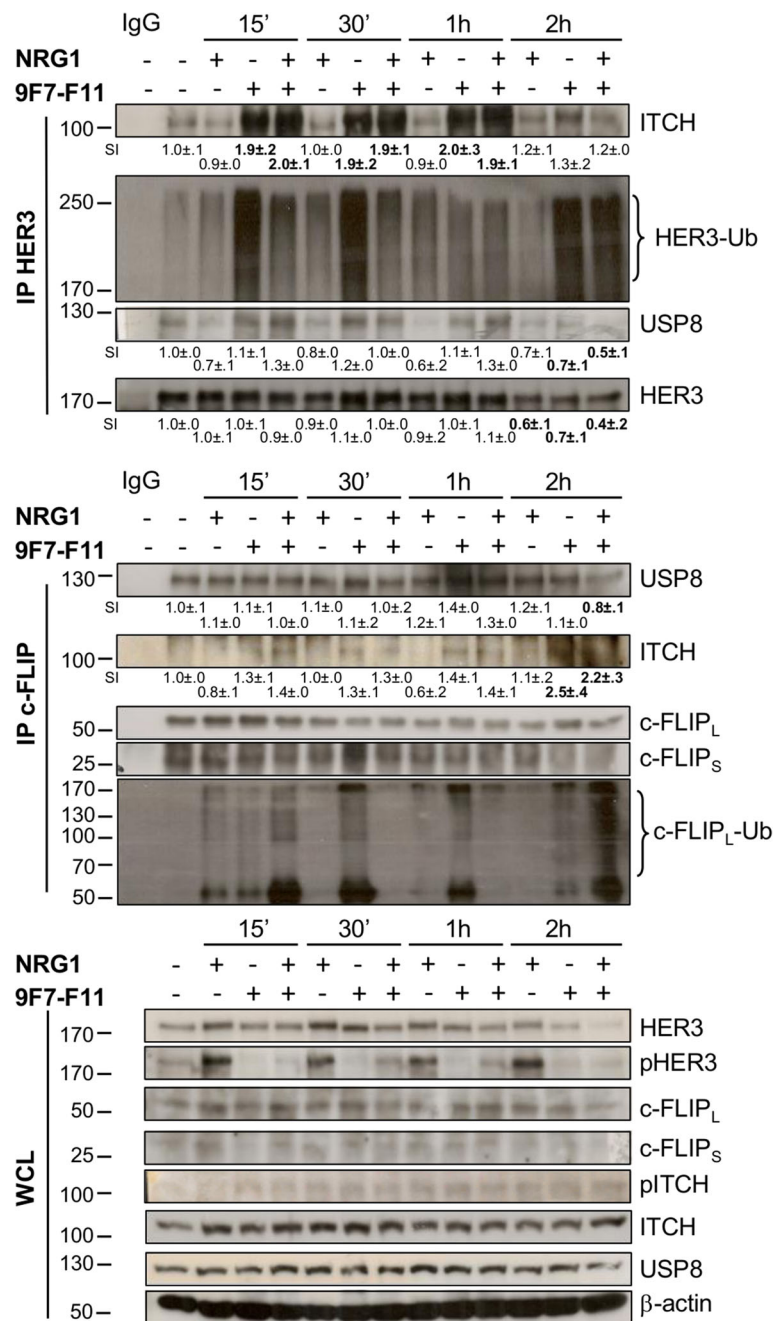 IgG 15’ 30’ 1h 2h
NRG1 - - + - + + - + + - + + - +
9F7-F11 - - - + + - + + - + + - + +
IP HER3
100 ITCH
SI 1.0±.1 1.9±.2 1.0±.0 1.9±.1 2.0±.3 1.2±.1 1.2±.0
0.9±.0 2.0±.1 1.9±.2 0.9±.0 1.9±.1 1.3±.2
250
HER3-Ub
170
130
USP8
SI 1.0±.0 1.1±.1 0.8±.0 1.0±.0 1.1±.1 0.7±.1 0.5±.1
0.7±.1 1.3±.0 1.2±.0 0.6±.2 1.3±.0 0.7±.1
170 HER3
SI 1.0±.0 1.0±.1 0.9±.0 1.0±.0 1.0±.1 0.6±.1 0.4±.2
1.0±.1 0.9±.0 1.1±.0 0.9±.2 1.1±.0 0.7±.1
IgG 15’ 30’ 1h 2h
NRG1 - - + - + + - + + - + + - +
9F7-F11 - - - + + - + + - + + - + +
IP c-FLIP
130 USP8
SI 1.0±.1 1.1±.1 1.1±.0 1.0±.2 1.4±.0 1.2±.1 0.8±.1
1.1±.0 1.0±.0 1.1±.2 1.2±.1 1.3±.0 1.1±.0
100 ITCH
SI 1.0±.0 1.3±.1 1.0±.0 1.3±.0 1.4±.1 1.1±.2 2.2±.3
0.8±.1 1.4±.0 1.3±.1 0.6±.2 1.4±.1 2.5±.4
50 c-FLIPL
25 c-FLIPS
170
130
100 c-FLIPL-Ub
70
50
15’ 30’ 1h 2h
NRG1 - + - + + - + + - + + - +
9F7-F11 - - + + - + + - + + - + +
WCL
170 HER3
170 pHER3
50 c-FLIPL
25 c-FLIPS
100 pITCH
100 ITCH
130 USP8
50 β-actin